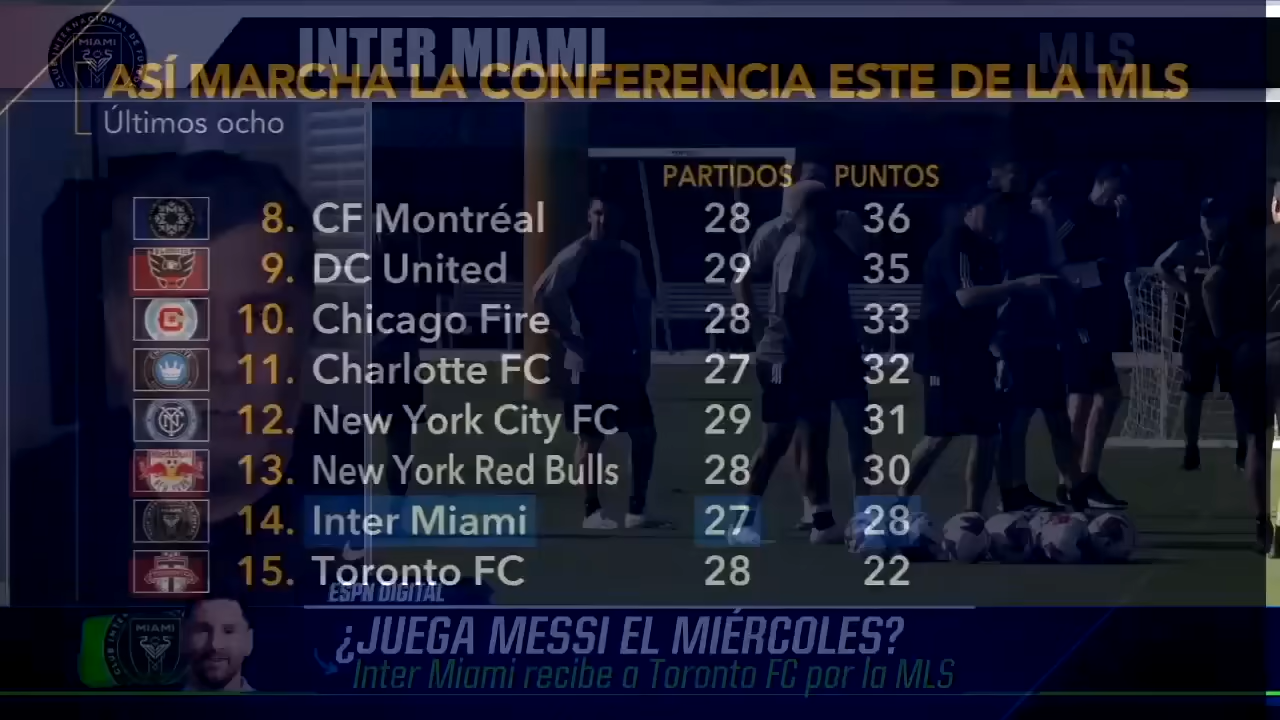 INTER MIAMI
MLS
ASÍ MARCHA LA CONFERENCIA ESTE DE LA MLS
Últimos ocho
PARTIDOS PUNTOS
8. CF Montréal 28 36
9. DC United 29 35
10. Chicago Fire 28 33
11. Charlotte FC 27 32
12. New York City FC 29 31
13. New York Red Bulls 28 30
14. Inter Miami 27 28
15. Toronto FC 28 22
ESPN DIGITAL
¿JUEGA MESSI EL MIÉRCOLES?
Inter Miami recibe a Toronto FC por la MLS
MIAMI